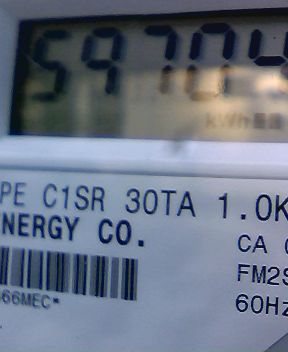 59704
kWh
PE C1SR 30TA 1.0K
NERGY CO.
CA
FM2S
66MEC*
60Hz